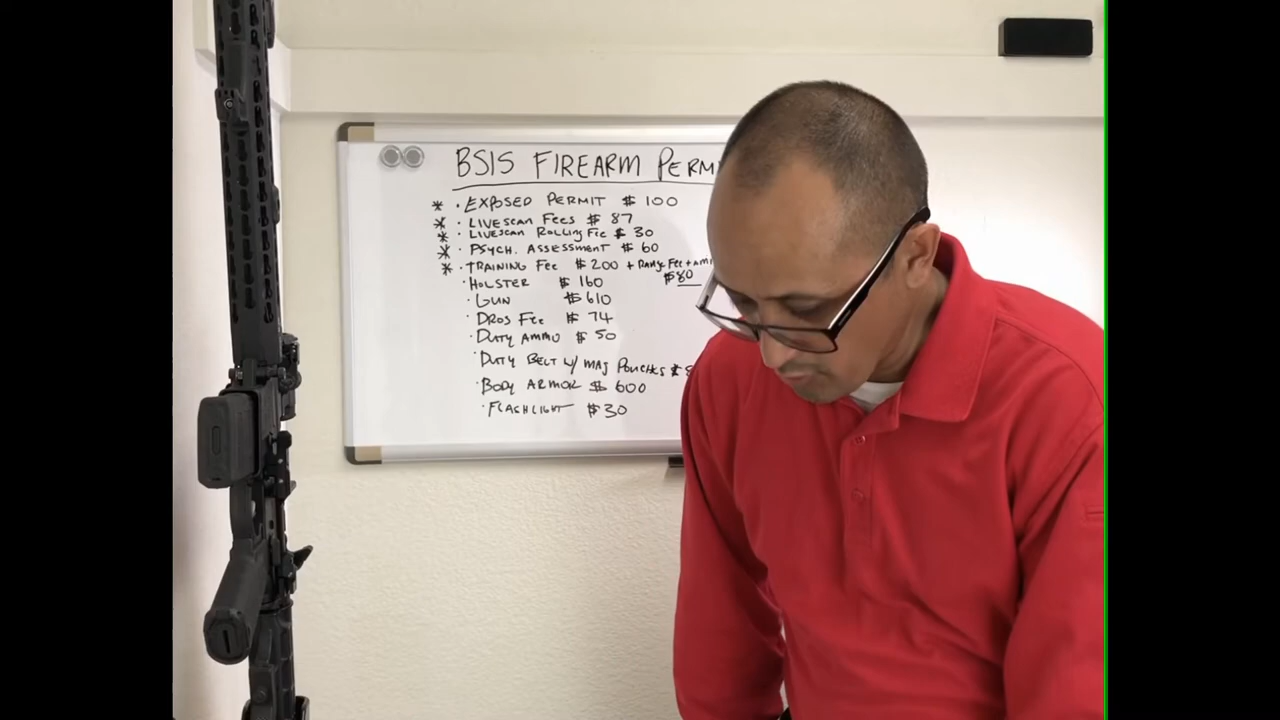 BSIS FIREARM PERM
* · EXPOSED PERMIT $ 100
* · LIVESCAN FEES $ 87
* · LIVESCAN ROLLING FEE $ 30
* · PSYCH. ASSESSMENT $ 60
* · TRAINING FEE $ 200 + RANGE FEE + AMM
$80
· HOLSTER $ 160
· GUN $ 610
· DROS FEE $ 74
· DUTY AMMO $ 50
· DUTY BELT W/ MAG POUCHES $8
· BODY ARMOR $ 600
· FLASHLIGHT $30